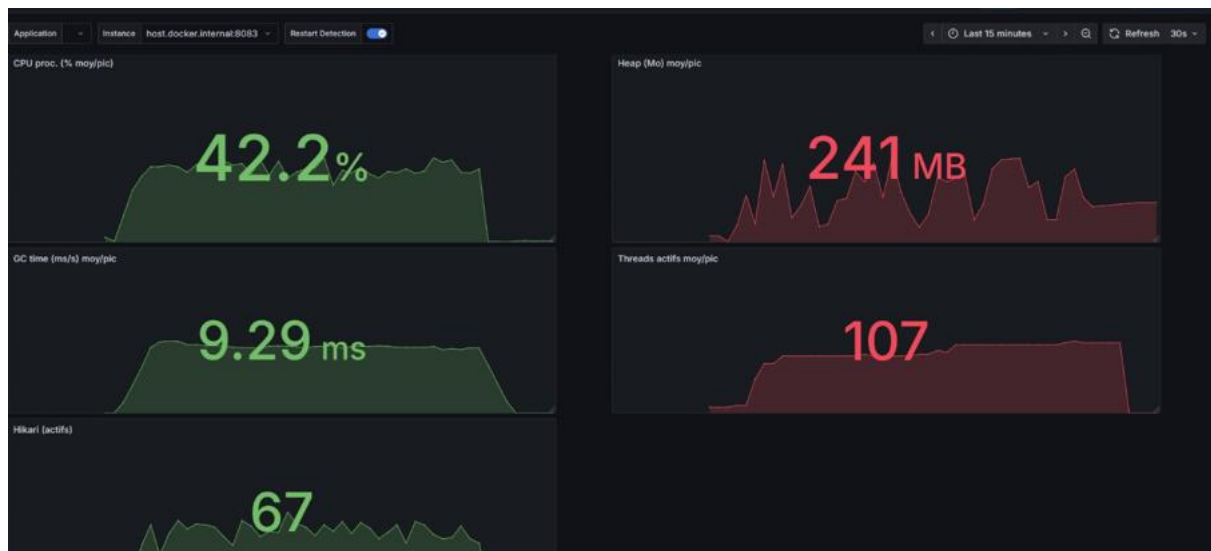 Application
Instance host.docker.internal:8083
Restart Detection
Last 15 minutes
Refresh 30s
CPU proc. (% moy/pic)
42.2%
Heap (Mo) moy/pic
241 MB
GC time (ms/s) moy/pic
9.29 ms
Threads actifs moy/pic
107
Hikari (actifs)
67